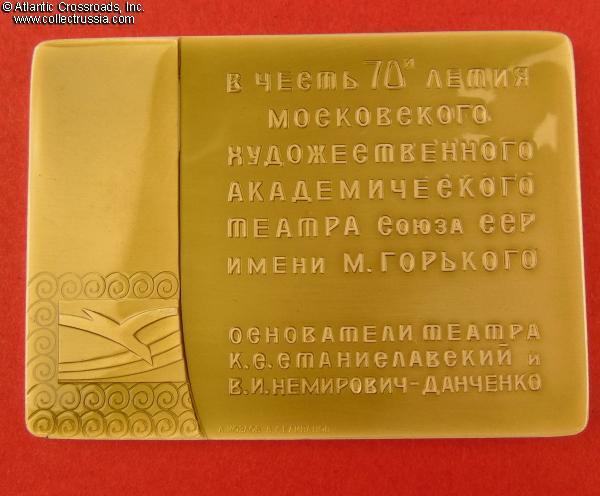 © Atlantic Crossroads, Inc.
www.collectrussia.com
В ЧЕСТЬ 70И ЛЕТИЯ
МОСКОВСКОГО
ХУДОЖЕСТВЕННОГО
АКАДЕМИЧЕСКОГО
ТЕАТРА СОЮЗА ССР
ИМЕНИ М. ГОРЬКОГО
ОСНОВАТЕЛИ ТЕАТРА
К.С. СТАНИСЛАВСКИЙ И
В.И. НЕМИРОВИЧ-ДАНЧЕНКО